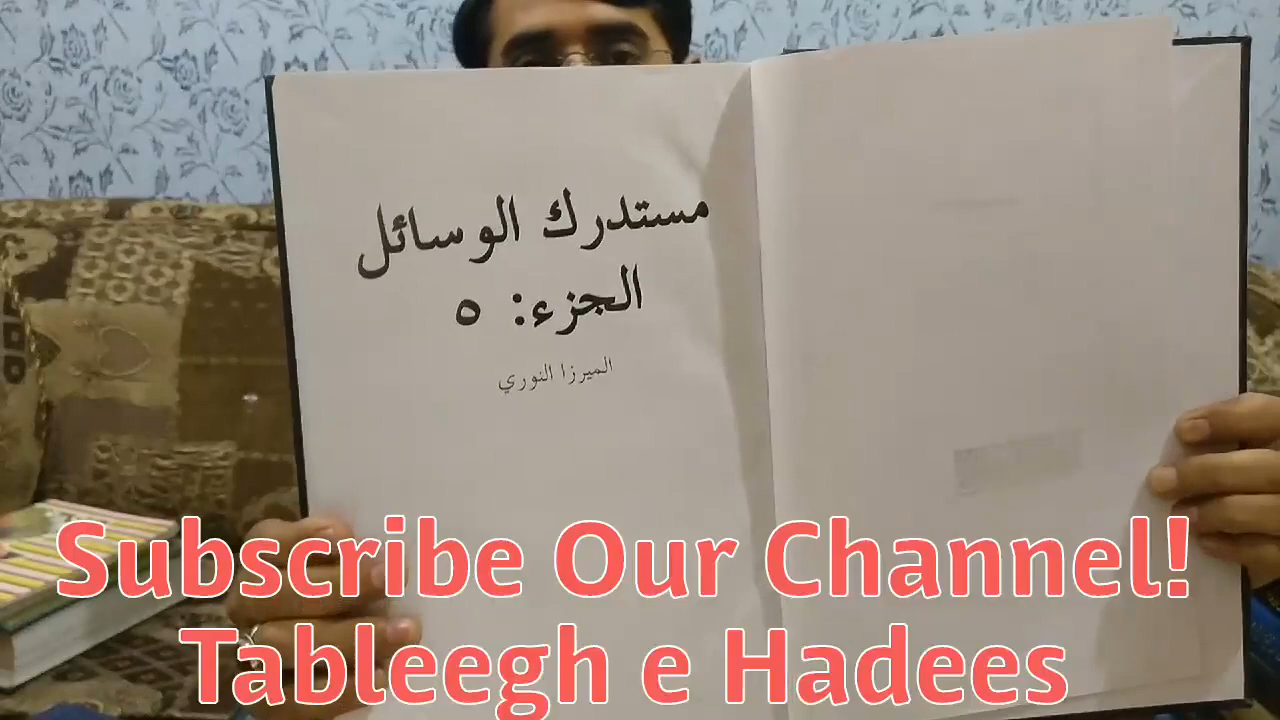 مستدرك الوسائل
الجزء: ٥
الميرزا النوري
Subscribe Our Channel!
Tableegh e Hadees